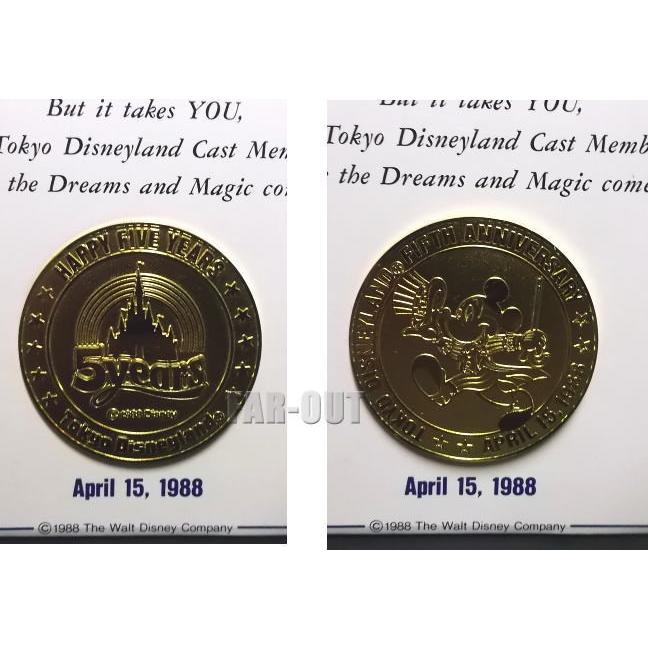 But it takes YOU,
Tokyo Disneyland Cast Mem
the Dreams and Magic co
HAPPY FIVE YEARS
5years
©1988 Disney
Tokyo Disneyland®
April 15, 1988
©1988 The Walt Disney Company
But it takes YOU,
Tokyo Disneyland Cast Memb
the Dreams and Magic come
TOKYO DISNEYLAND® FIFTH ANNIVERSARY
APRIL 15, 1988
April 15, 1988
©1988 The Walt Disney Company
FAR-OUT